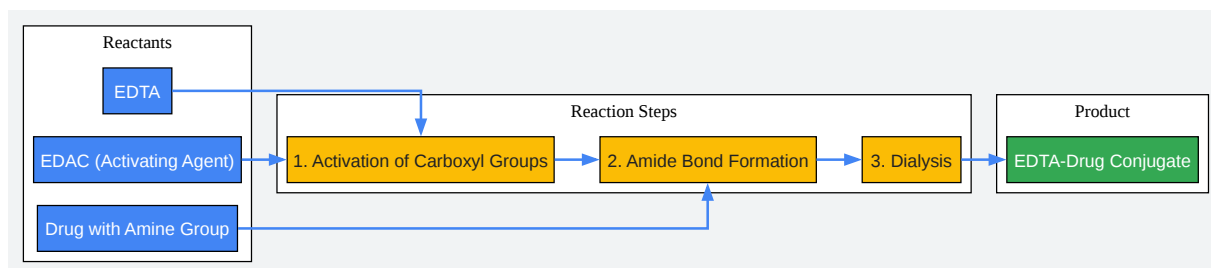 Reactants
EDTA
EDAC (Activating Agent)
Drug with Amine Group
Reaction Steps
1. Activation of Carboxyl Groups
2. Amide Bond Formation
3. Dialysis
Product
EDTA-Drug Conjugate